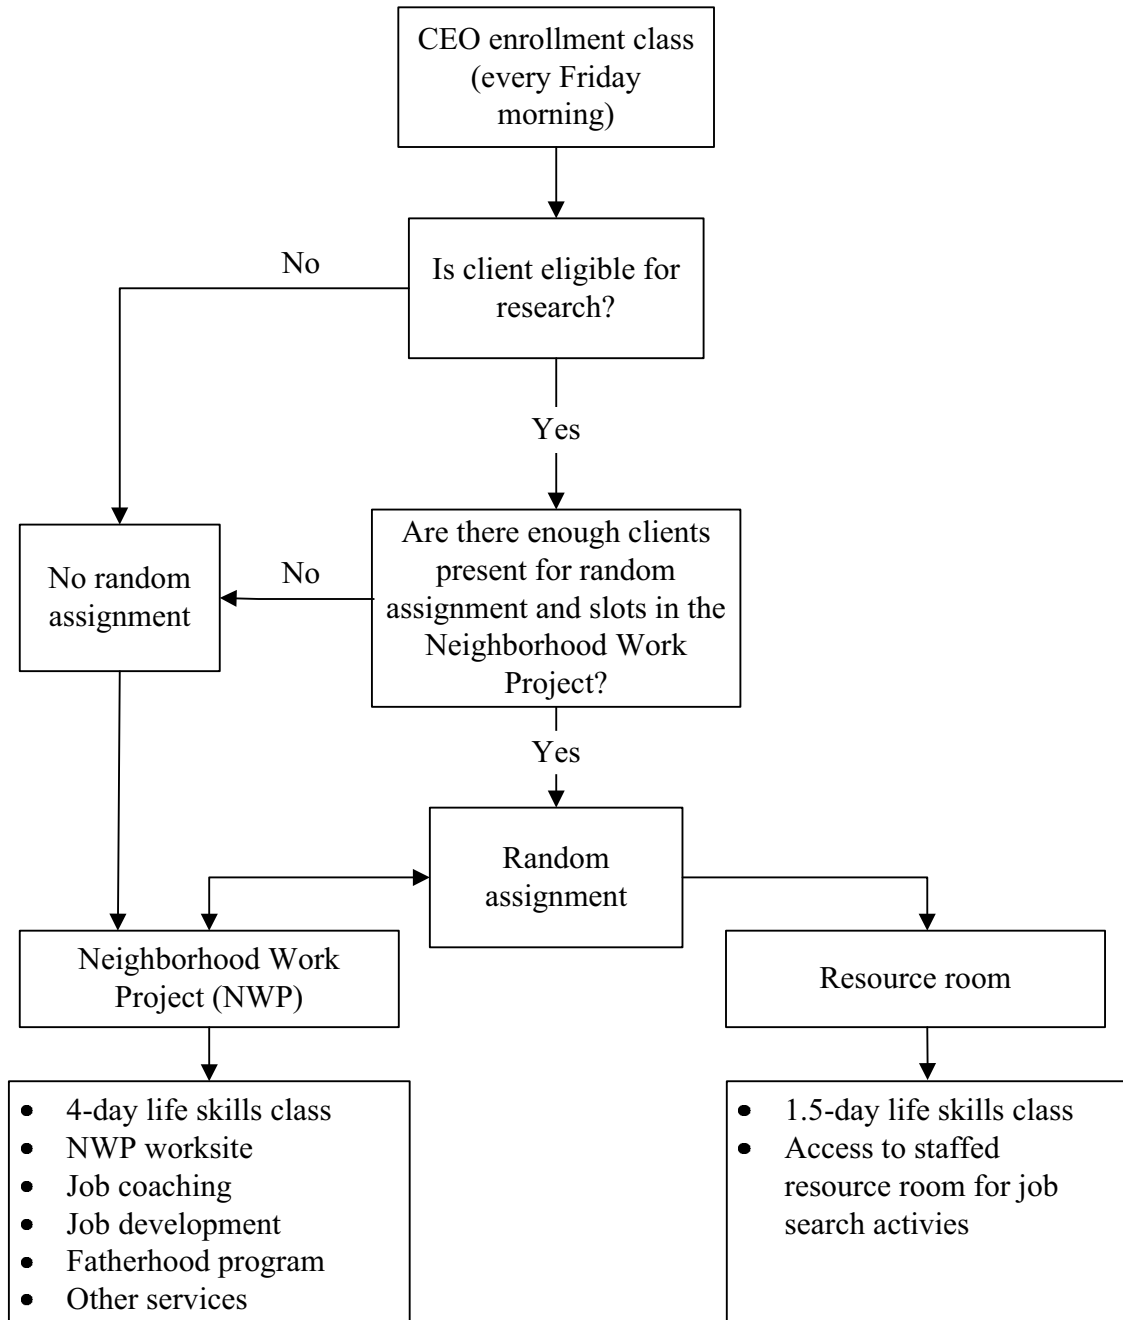 CEO enrollment class
(every Friday
morning)
No
Is client eligible for
research?
Yes
No random
assignment
No
Are there enough clients
present for random
assignment and slots in the
Neighborhood Work
Project?
Yes
Random
assignment
Neighborhood Work
Project (NWP)
Resource room
• 4-day life skills class
• NWP worksite
• Job coaching
• Job development
• Fatherhood program
• Other services
• 1.5-day life skills class
• Access to staffed
resource room for job
search activies